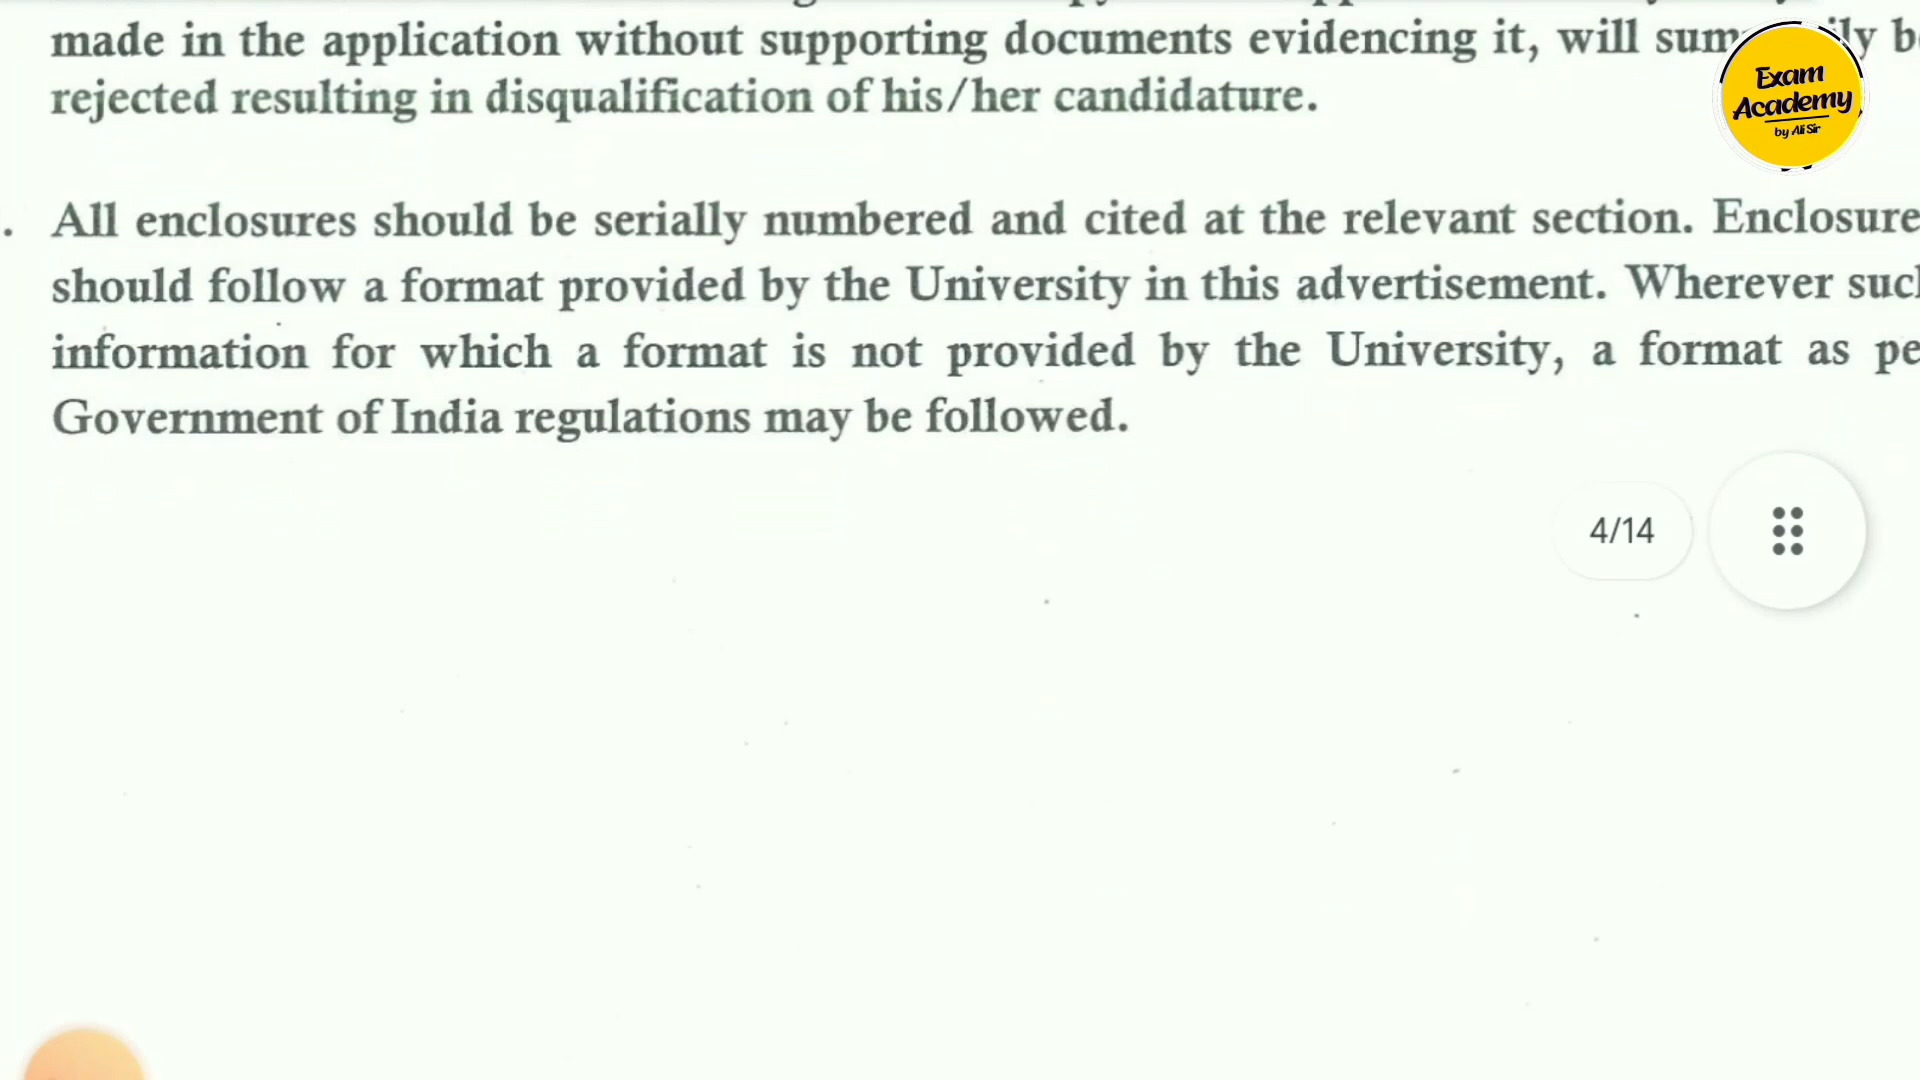 made in the application without supporting documents evidencing it, will
rejected resulting in disqualification of his/her candidature.
Exam
Academy
by Ali Sir
. All enclosures should be serially numbered and cited at the relevant section. Enclosure
should follow a format provided by the University in this advertisement. Wherever
information for which a format is not provided by the University, a format as
Government of India regulations may be followed.
4/14